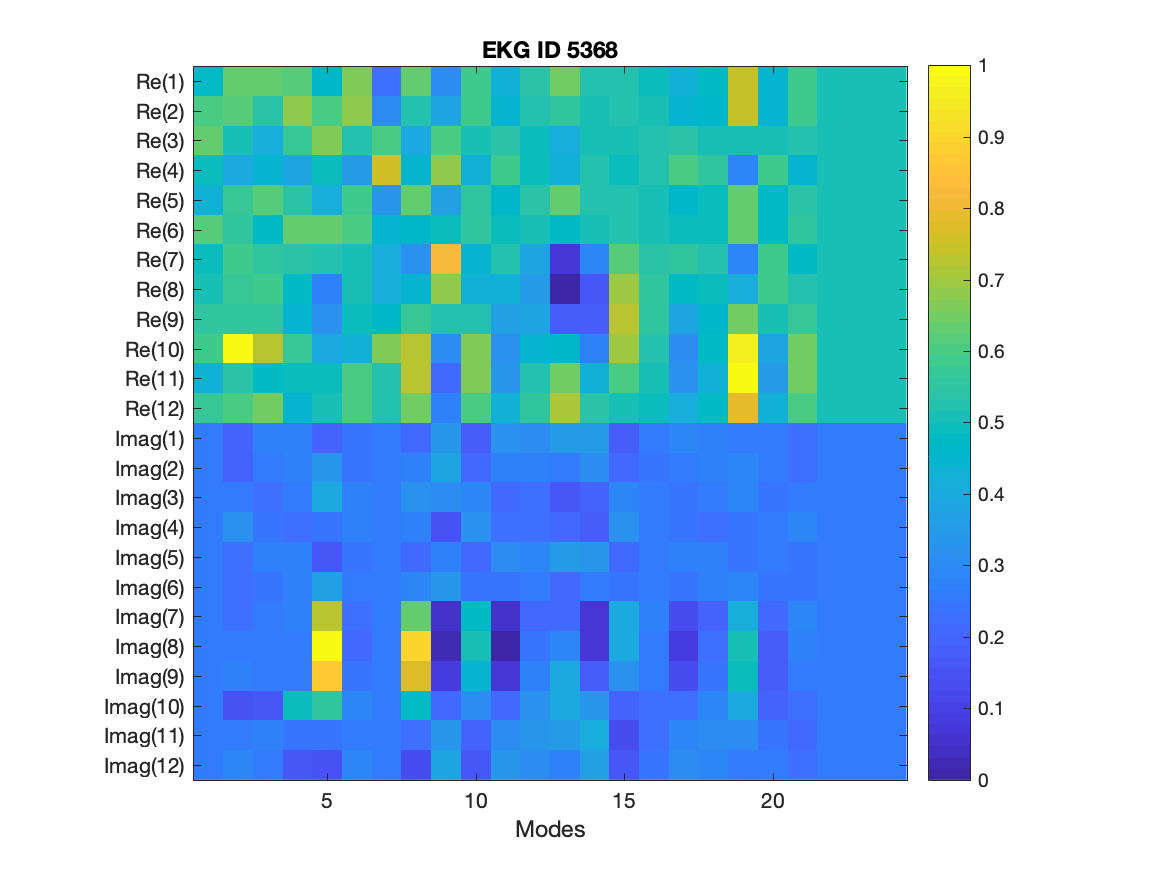 EKG ID 5368
Re(1)
Re(2)
Re(3)
Re(4)
Re(5)
Re(6)
Re(7)
Re(8)
Re(9)
Re(10)
Re(11)
Re(12)
Imag(1)
Imag(2)
Imag(3)
Imag(4)
Imag(5)
Imag(6)
Imag(7)
Imag(8)
Imag(9)
Imag(10)
Imag(11)
Imag(12)
5 10 15 20
Modes
1
0.9
0.8
0.7
0.6
0.5
0.4
0.3
0.2
0.1
0